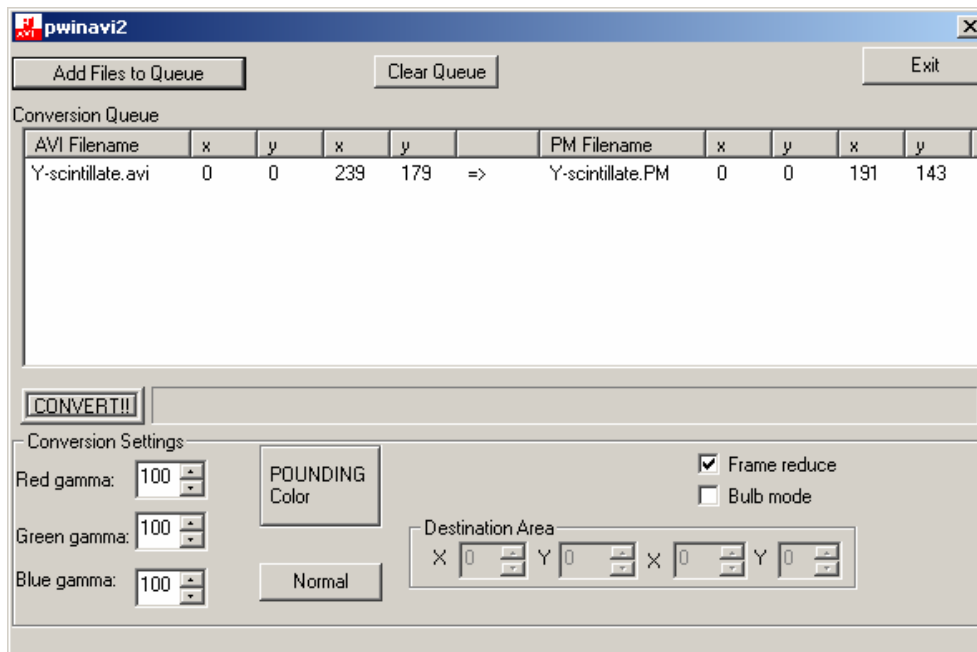 pwinavi2
Add Files to Queue Clear Queue Exit
Conversion Queue
AVI Filename x y x y PM Filename x y x y
Y-scintillate.avi 0 0 239 179 => Y-scintillate.PM 0 0 191 143
CONVERT!!
Conversion Settings
Red gamma: 100
Green gamma: 100
Blue gamma: 100
POUNDING
Color
Normal
Frame reduce
Bulb mode
Destination Area
X 0 Y 0 X 0 Y 0